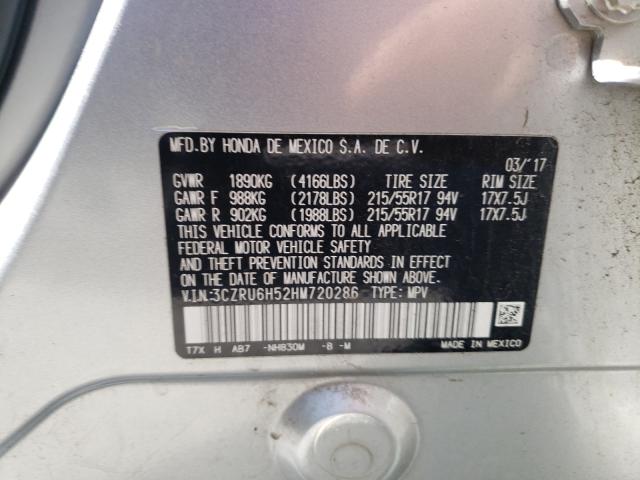 MFD.BY HONDA DE MEXICO S.A. DE C.V.
03/'17
GVWR 1890KG (4166LBS) TIRE SIZE RIM SIZE
GAWR F 988KG (2178LBS) 215/55R17 94V 17X7.5J
GAWR R 902KG (1988LBS) 215/55R17 94V 17X7.5J
THIS VEHICLE CONFORMS TO ALL APPLICABLE
FEDERAL MOTOR VEHICLE SAFETY
AND THEFT PREVENTION STANDARDS IN EFFECT
ON THE DATE OF MANUFACTURE SHOWN ABOVE.
V.I.N:3CZRU6H52HM720286 TYPE: MPV
T7X H AB7 -NH830M -B -M MADE IN MEXICO